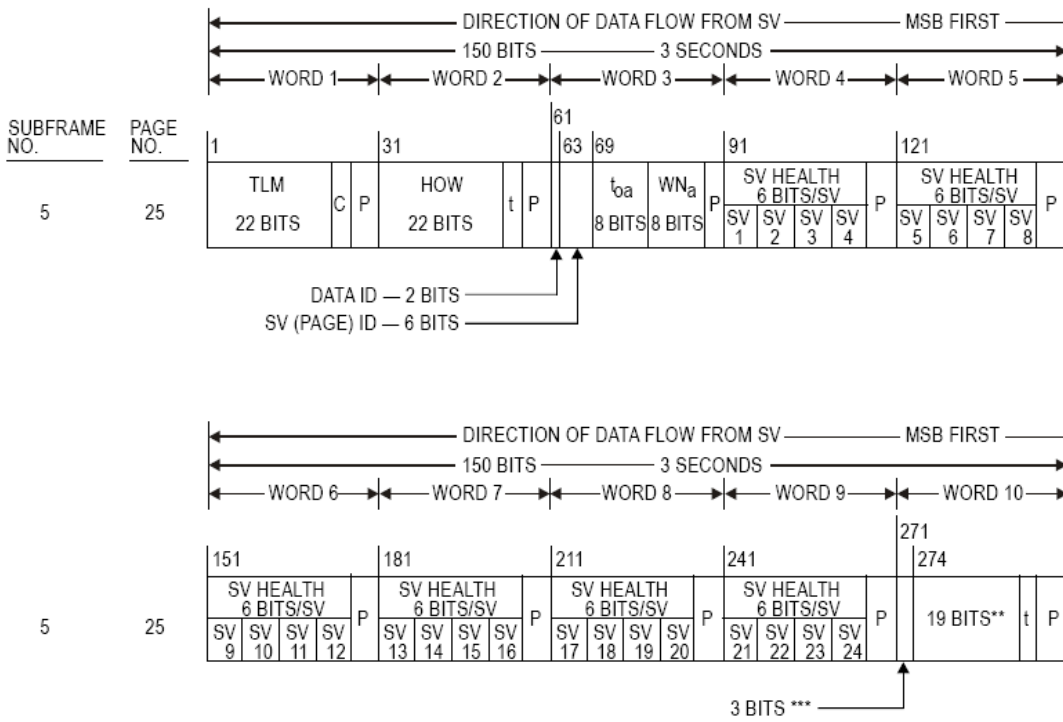 DIRECTION OF DATA FLOW FROM SV MSB FIRST
150 BITS 3 SECONDS
WORD 1 WORD 2 WORD 3 WORD 4 WORD 5
SUBFRAME NO. PAGE NO.
61
1 31 63 69 91 121
5 25
TLM 22 BITS C P
HOW 22 BITS t P
toa 8 BITS WNa 8 BITS P
SV HEALTH 6 BITS/SV P
SV 1 SV 2 SV 3 SV 4
SV HEALTH 6 BITS/SV P
SV 5 SV 6 SV 7 SV 8
DATA ID — 2 BITS
SV (PAGE) ID — 6 BITS
DIRECTION OF DATA FLOW FROM SV MSB FIRST
150 BITS 3 SECONDS
WORD 6 WORD 7 WORD 8 WORD 9 WORD 10
271
151 181 211 241 274
5 25
SV HEALTH 6 BITS/SV P
SV 9 SV 10 SV 11 SV 12
SV HEALTH 6 BITS/SV P
SV 13 SV 14 SV 15 SV 16
SV HEALTH 6 BITS/SV P
SV 17 SV 18 SV 19 SV 20
SV HEALTH 6 BITS/SV P
SV 21 SV 22 SV 23 SV 24
19 BITS** t P
3 BITS ***